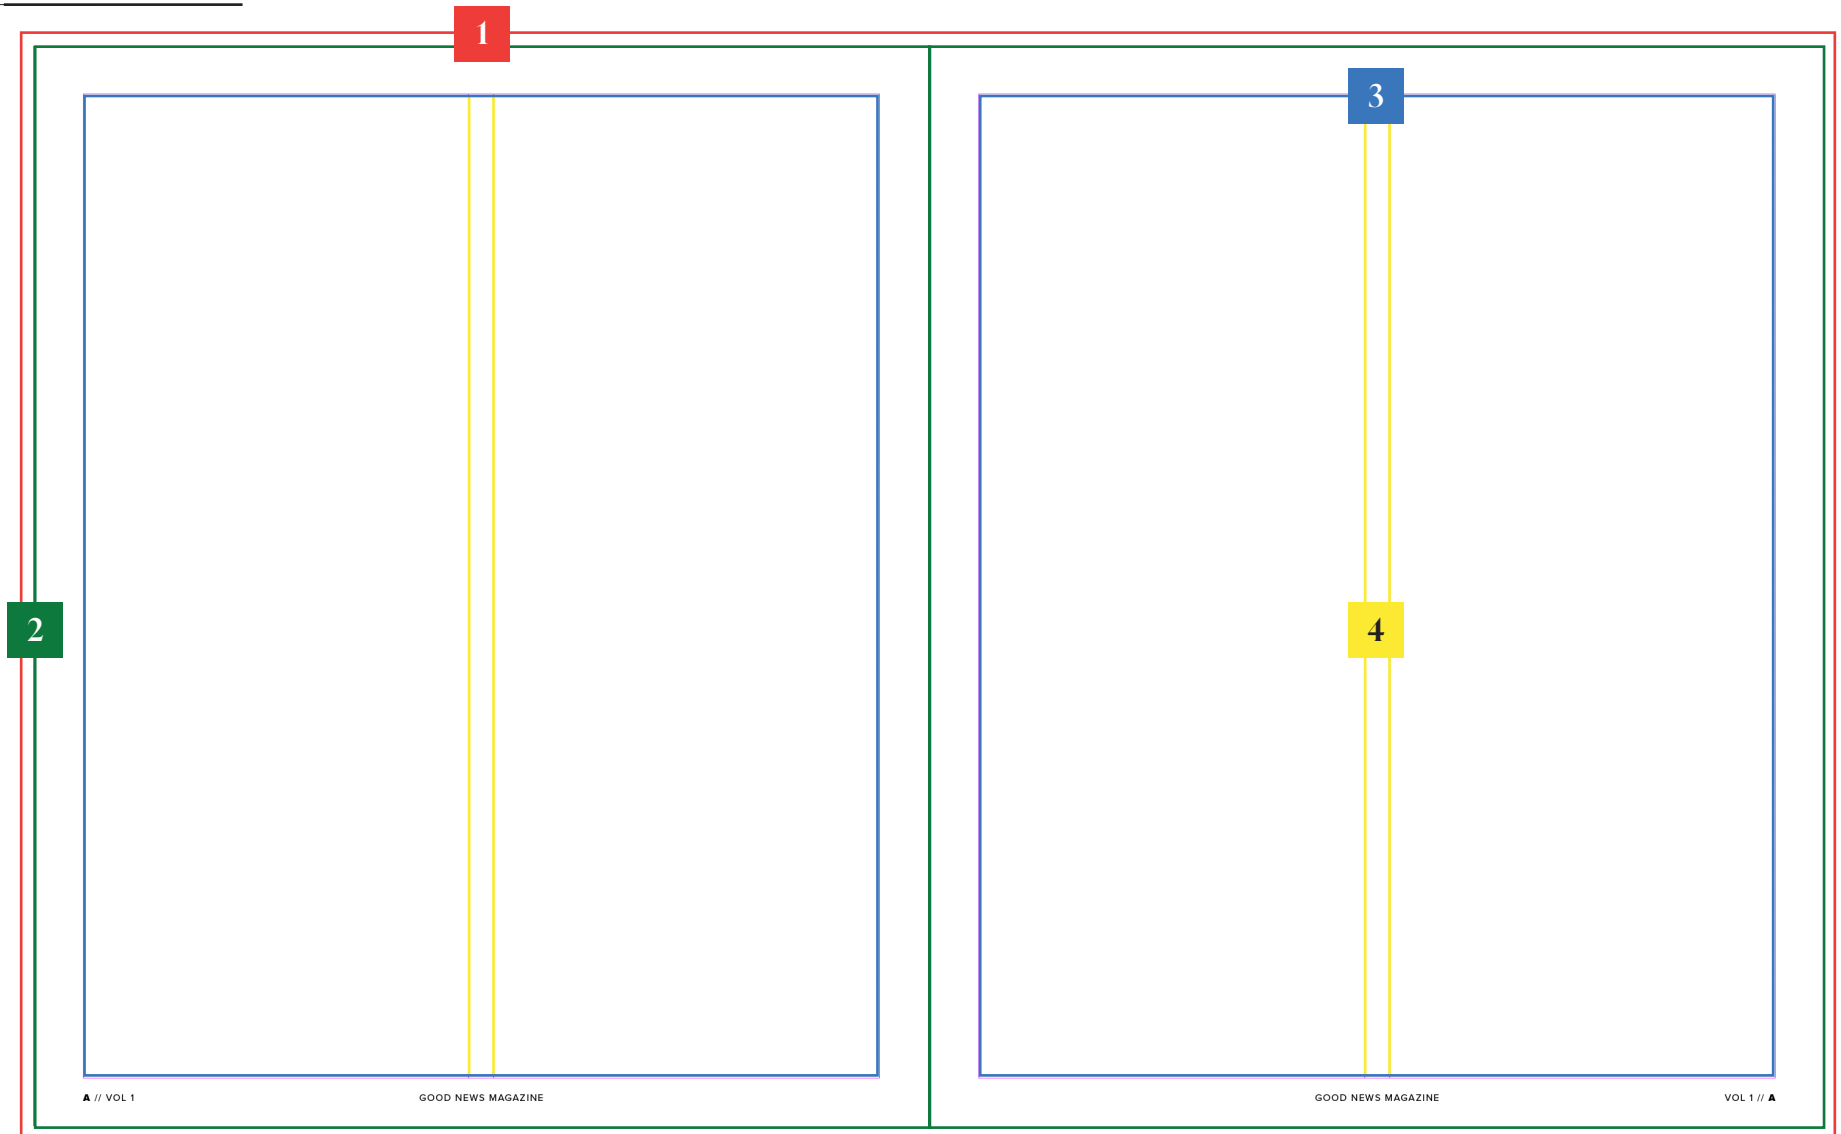 1
3
2
4
A // VOL 1
GOOD NEWS MAGAZINE
GOOD NEWS MAGAZINE
VOL 1 // A